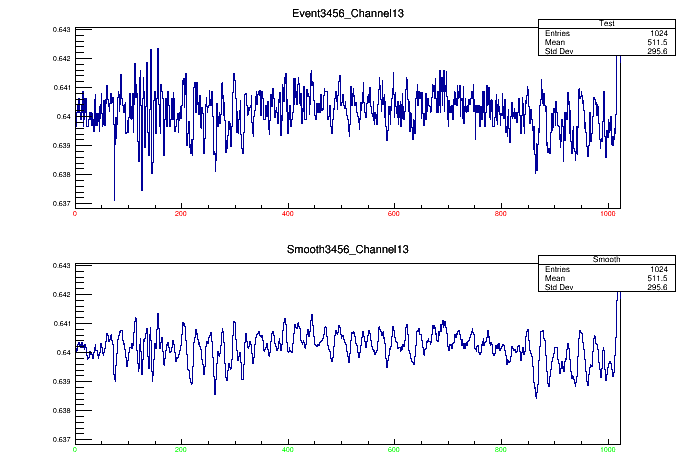 Event3456_Channel13
Test
Entries 1024
Mean 511.5
Std Dev 295.6
0.643
0.642
0.641
0.64
0.639
0.638
0.637
0 200 400 600 800 1000
Smooth3456_Channel13
Smooth
Entries 1024
Mean 511.5
Std Dev 295.6
0.643
0.642
0.641
0.64
0.639
0.638
0.637
0 200 400 600 800 1000